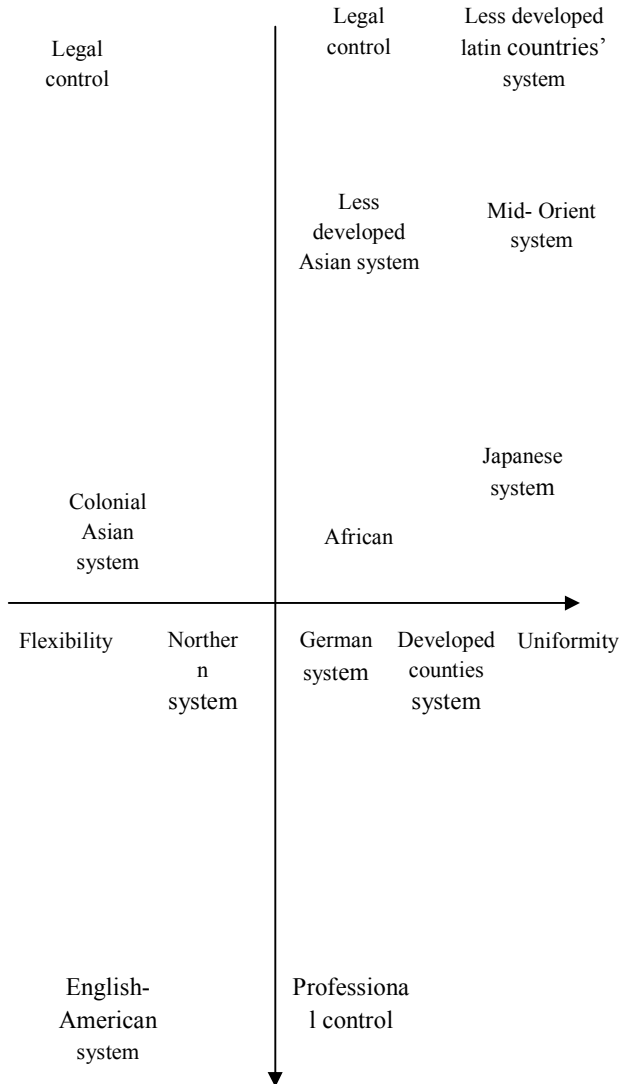 Legal
control
Legal
control
Less developed
latin countries’
system
Less
developed
Asian system
Mid- Orient
system
Japanese
system
Colonial
Asian
system
African
Flexibility
Norther
n
system
German
system
Developed
counties
system
Uniformity
English-
American
system
Professiona
l control